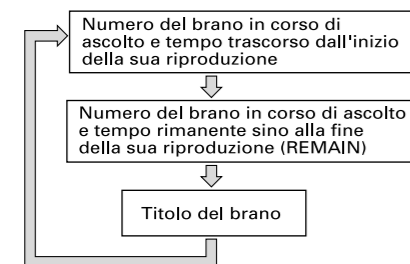 Numero del brano in corso di
ascolto e tempo trascorso dall'inizio
della sua riproduzione
Numero del brano in corso di ascolto
e tempo rimanente sino alla fine
della sua riproduzione (REMAIN)
Titolo del brano